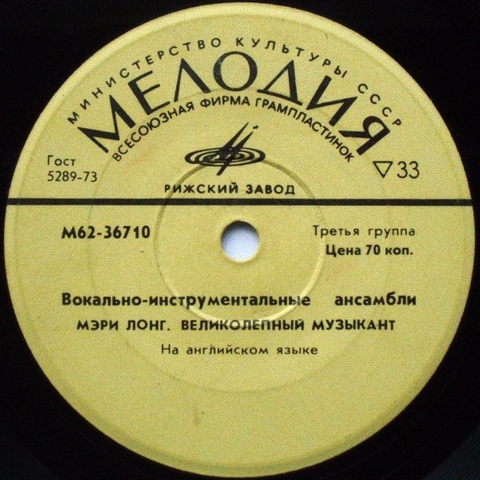 МИНИСТЕРСТВО КУЛЬТУРЫ СССР
МЕЛОДИЯ
ВСЕСОЮЗНАЯ ФИРМА ГРАМПЛАСТИНОК
Гост
5289-73
▽33
РИЖСКИЙ ЗАВОД
М62-36710
Третья группа
Цена 70 коп.
Вокально-инструментальные ансамбли
МЭРИ ЛОНГ. ВЕЛИКОЛЕПНЫЙ МУЗЫКАНТ
На английском языке